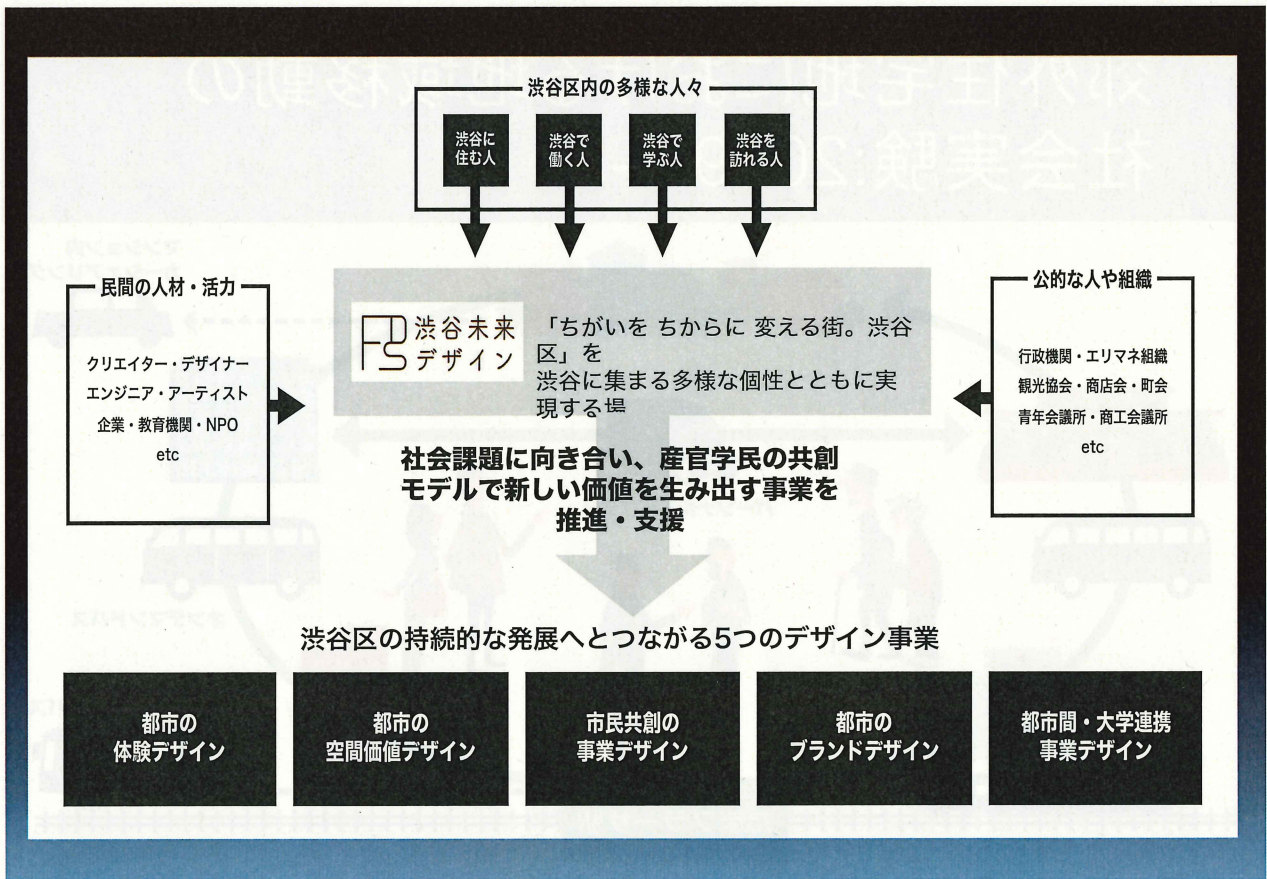 渋谷区内の多様な人々
渋谷に
住む人
渋谷で
働く人
渋谷で
学ぶ人
渋谷を
訪れる人
民間の人材・活力
クリエイター・デザイナー
エンジニア・アーティスト
企業・教育機関・NPO
etc
FDS
渋谷未来
デザイン
「ちがいを ちからに 変える街。渋谷
区」を
渋谷に集まる多様な個性とともに実
現する場
公的な人や組織
行政機関・エリマネ組織
観光協会・商店会・町会
青年会議所・商工会議所
etc
社会課題に向き合い、産官学民の共創
モデルで新しい価値を生み出す事業を
推進・支援
渋谷区の持続的な発展へとつながる5つのデザイン事業
都市の
体験デザイン
都市の
空間価値デザイン
市民共創の
事業デザイン
都市の
ブランドデザイン
都市間・大学連携
事業デザイン